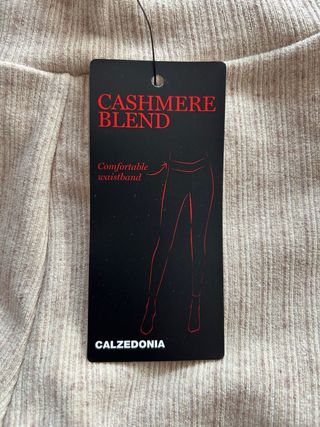 CASHMERE
BLEND
Comfortable
waistband
CALZEDONIA